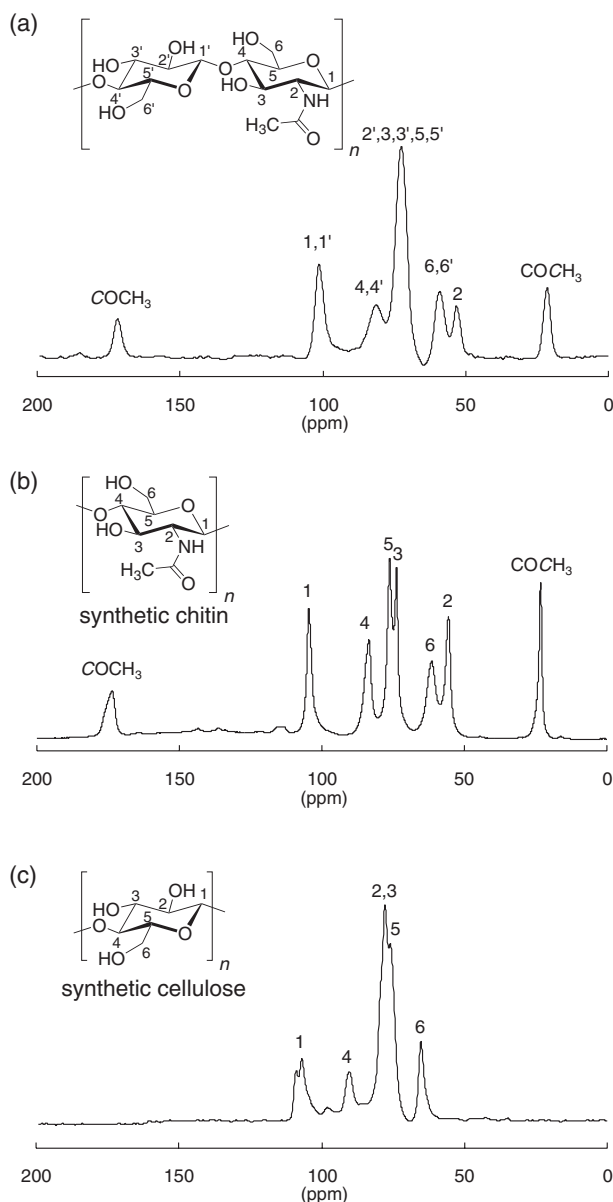 (a)
3' 2' OH 1' HO 6
HO 5' 4 O
O O O 5 1
4' 6' HO 3 2 NH
HO H₃C O
n
2',3,3',5,5'
1,1'
4,4' 6,6' 2
COCH₃ COCH₃
200 150 100 50 0
(ppm)
(b)
HO 6
4 O
O 5 1
HO 3 2 NH
H₃C O
n
synthetic chitin
5 3
1 4 6 2
COCH₃ COCH₃
200 150 100 50 0
(ppm)
(c)
3 2 OH 1
HO 5
O 4 O
HO 6
n
synthetic cellulose
2,3
5
1 4 6
200 150 100 50 0
(ppm)